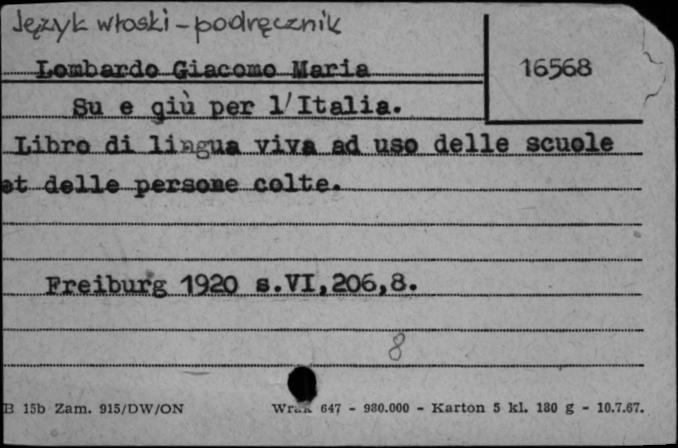 Język włoski - podręcznik
Lombardo Giacomo Maria
16568
Su e giù per l'Italia.
Libro di lingua viva ad uso delle scuole
et delle persone colte.
Freiburg 1920 s.VI,206,8.
8
B 15b Zam. 915/DW/ON
647 - 980.000 - Karton 5 kl. 180 g - 10.7.67.